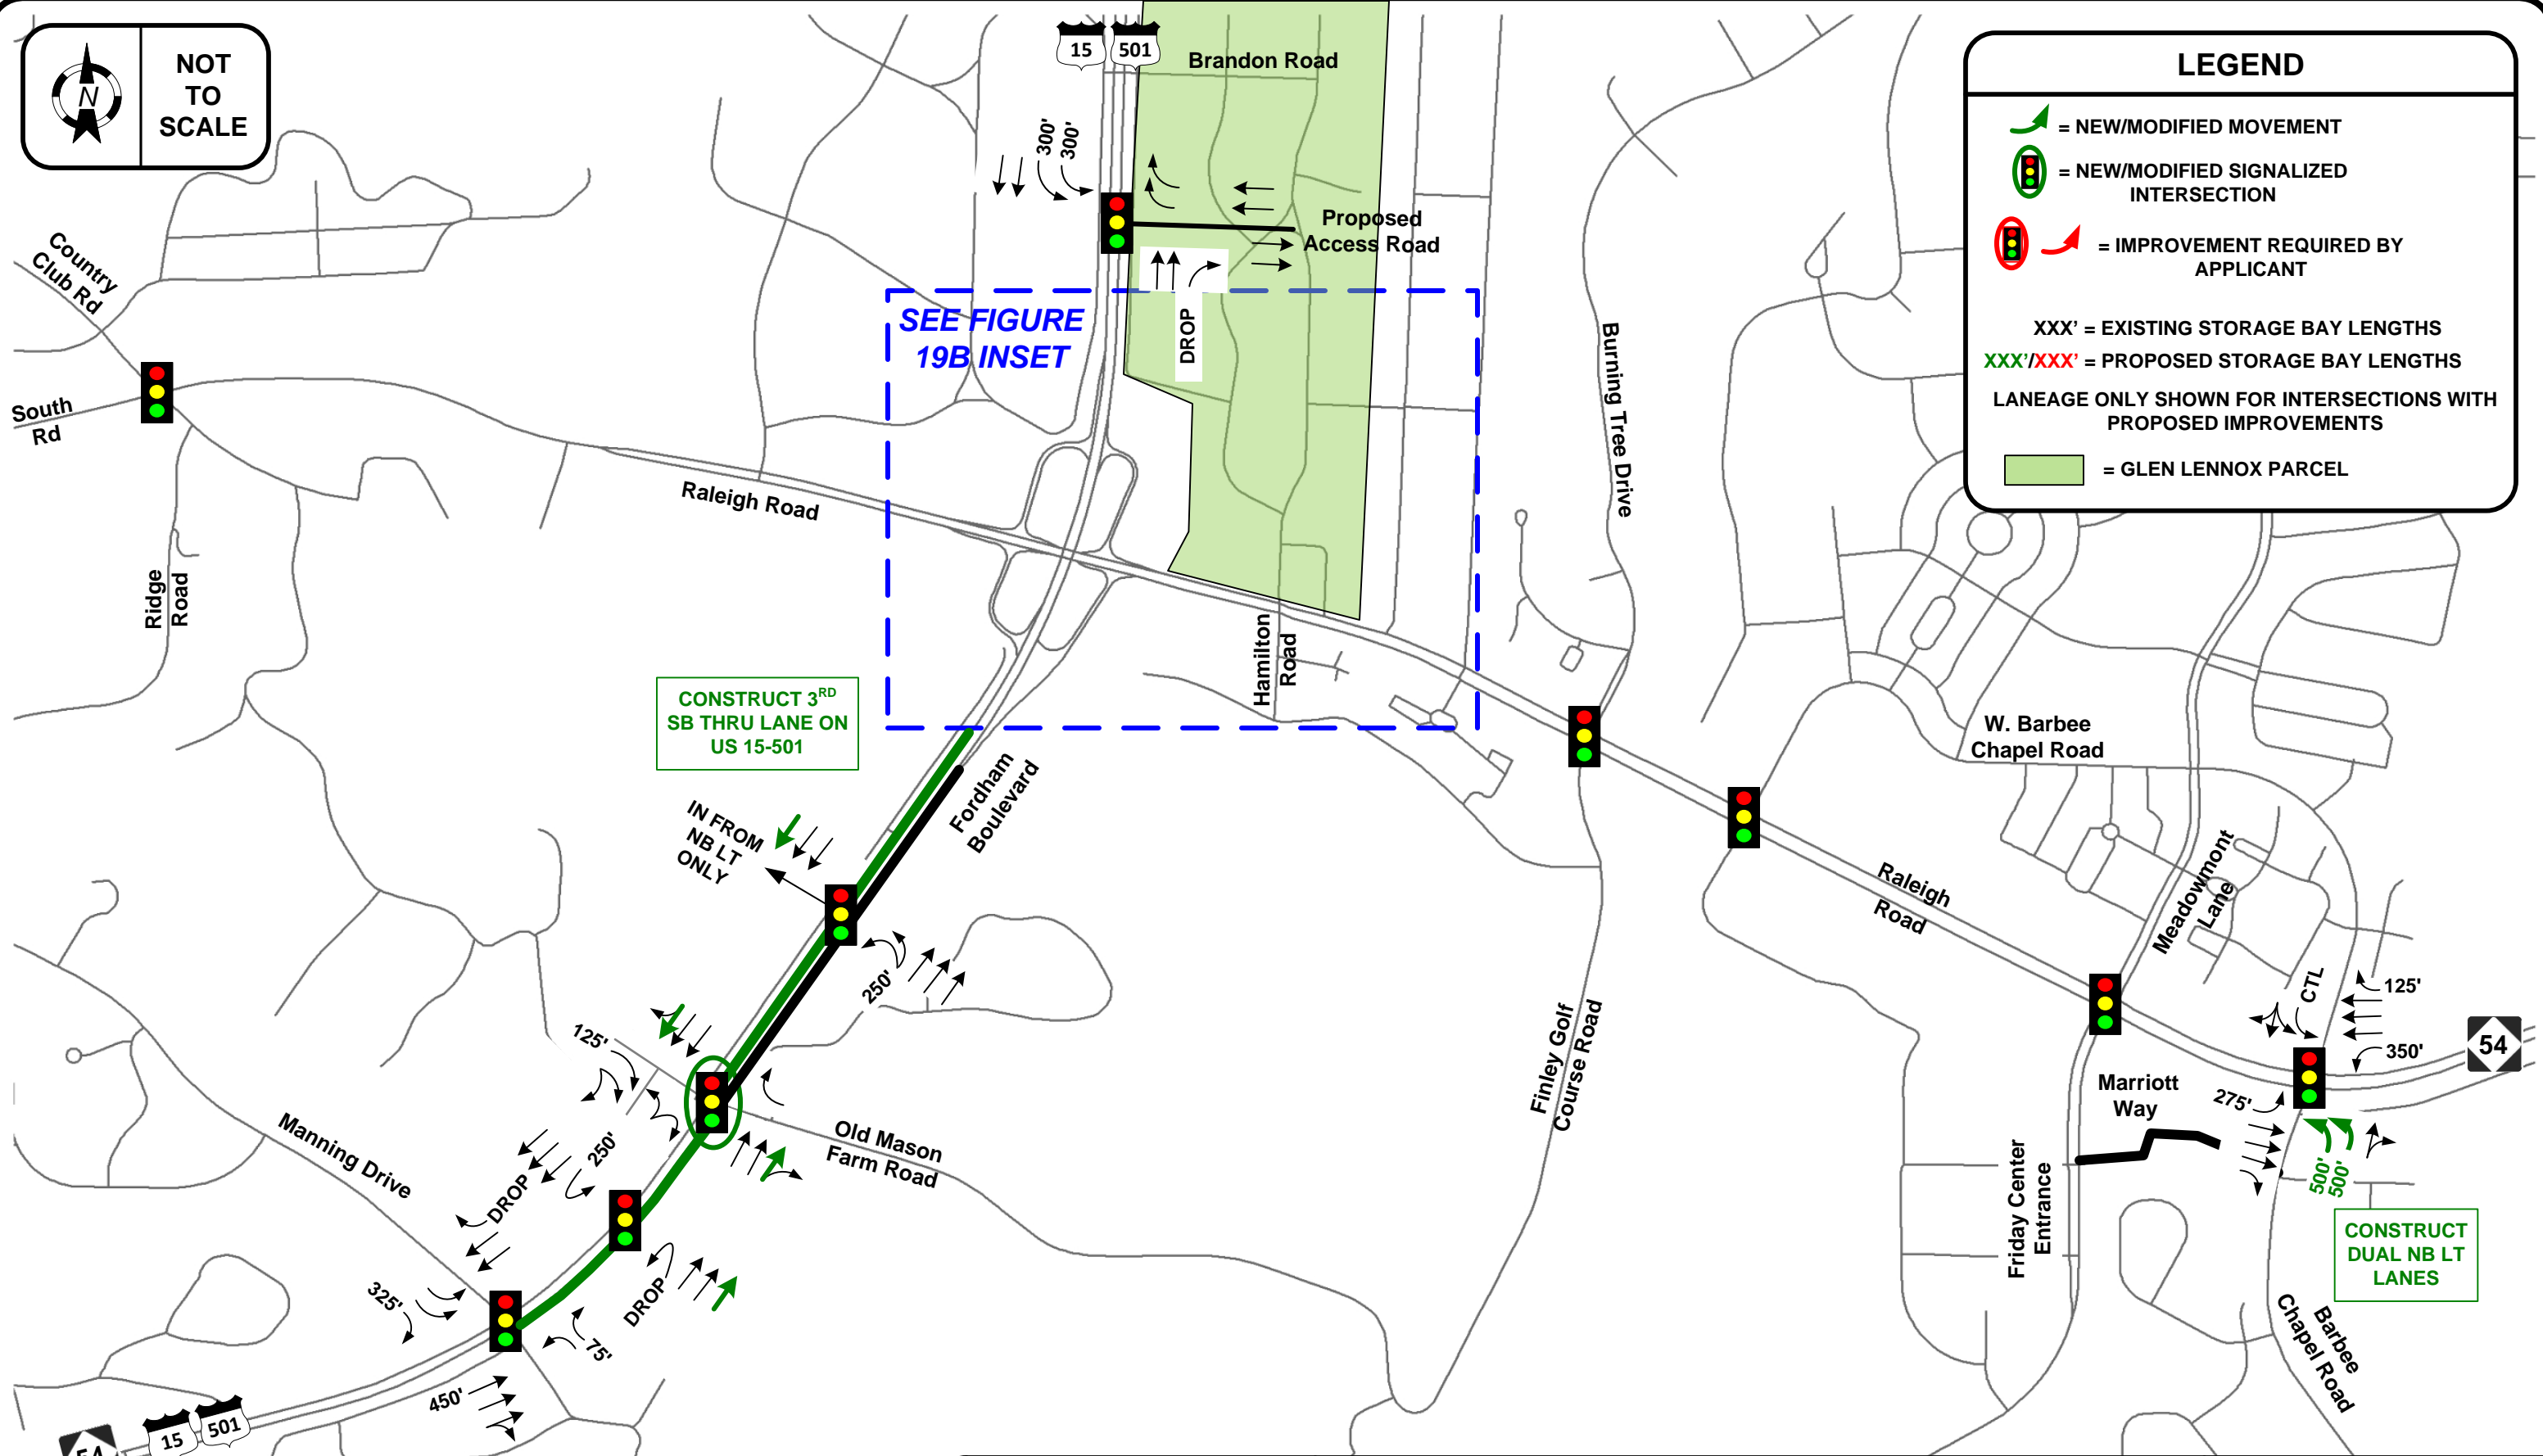 NOT
TO
SCALE
N
15
501
Brandon Road
300'
300'
Proposed
Access Road
DROP
SEE FIGURE
19B INSET
LEGEND
= NEW/MODIFIED MOVEMENT
= NEW/MODIFIED SIGNALIZED
INTERSECTION
= IMPROVEMENT REQUIRED BY
APPLICANT
XXX' = EXISTING STORAGE BAY LENGTHS
XXX'/XXX' = PROPOSED STORAGE BAY LENGTHS
LANEAGE ONLY SHOWN FOR INTERSECTIONS WITH
PROPOSED IMPROVEMENTS
= GLEN LENNOX PARCEL
Country
Club Rd
South
Rd
Ridge
Road
Raleigh Road
Burning Tree Drive
Hamilton
Road
CONSTRUCT 3RD
SB THRU LANE ON
US 15-501
Fordham
Boulevard
IN FROM
NB LT
ONLY
250'
125'
Old Mason
Farm Road
Manning Drive
250'
DROP
DROP
325'
75'
450'
54
15
501
Finley Golf
Course Road
W. Barbee
Chapel Road
Raleigh
Road
Meadowmont
Lane
CTL
125'
350'
54
Marriott
Way
275'
500'
500'
Friday Center
Entrance
CONSTRUCT
DUAL NB LT
LANES
Barbee
Chapel Road